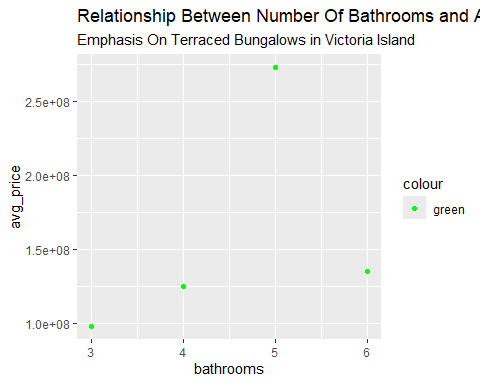 Relationship Between Number Of Bathrooms and A
Emphasis On Terraced Bungalows in Victoria Island
avg_price
2.5e+08
2.0e+08
1.5e+08
1.0e+08
3 4 5 6
bathrooms
colour
green